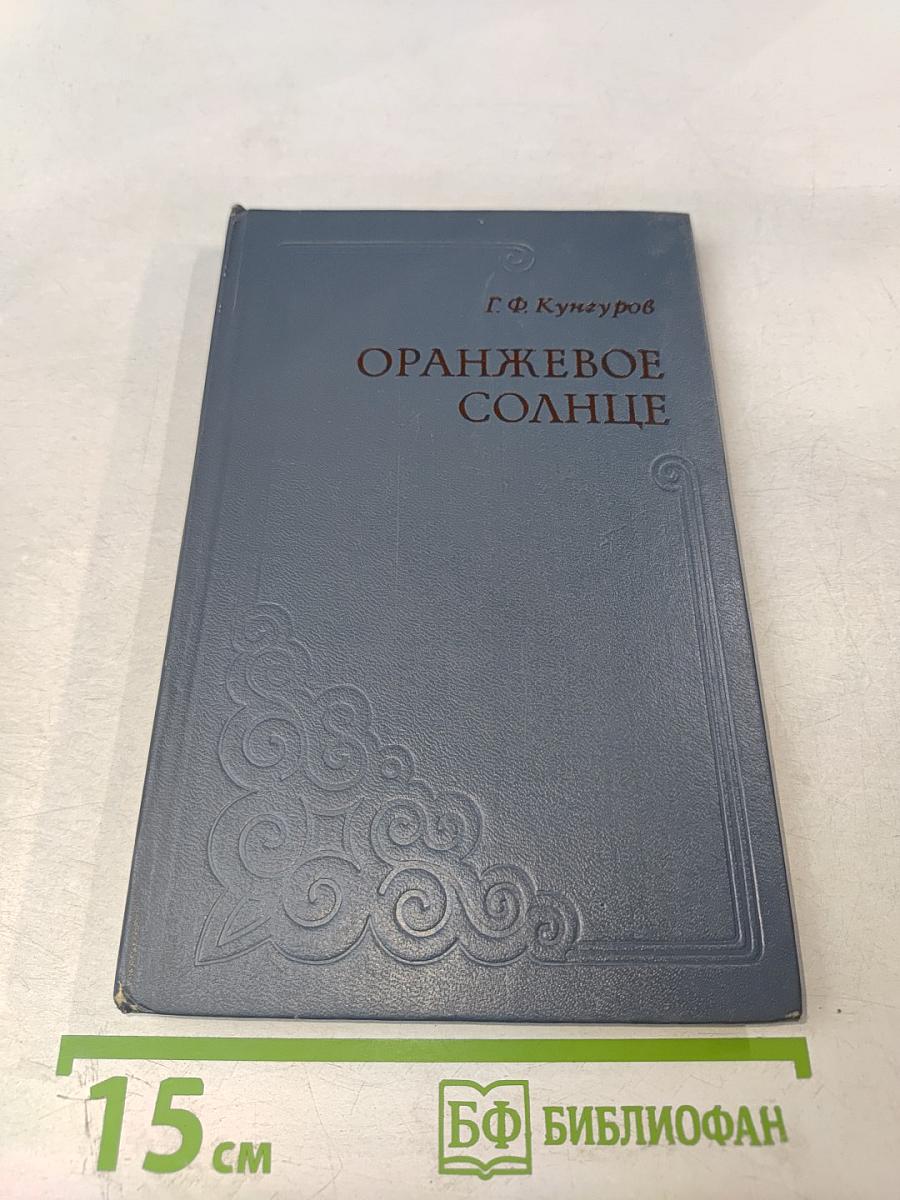 Г. Ф. Кунгуров
ОРАНЖЕВОЕ
СОЛНЦЕ
15 см
БФ БИБЛИОФАН